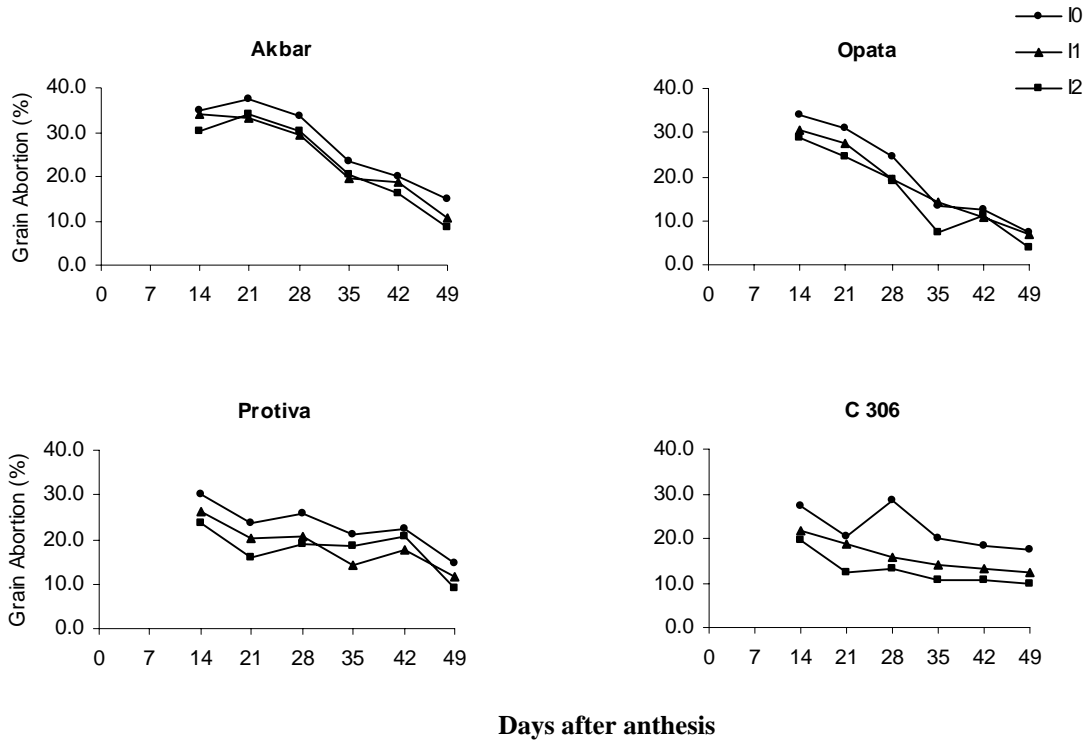 I0
I1
I2
Akbar
Grain Abortion (%)
40.0
30.0
20.0
10.0
0.0
0 7 14 21 28 35 42 49
Opata
40.0
30.0
20.0
10.0
0.0
0 7 14 21 28 35 42 49
Protiva
Grain Abortion (%)
40.0
30.0
20.0
10.0
0.0
0 7 14 21 28 35 42 49
C 306
40.0
30.0
20.0
10.0
0.0
0 7 14 21 28 35 42 49
Days after anthesis